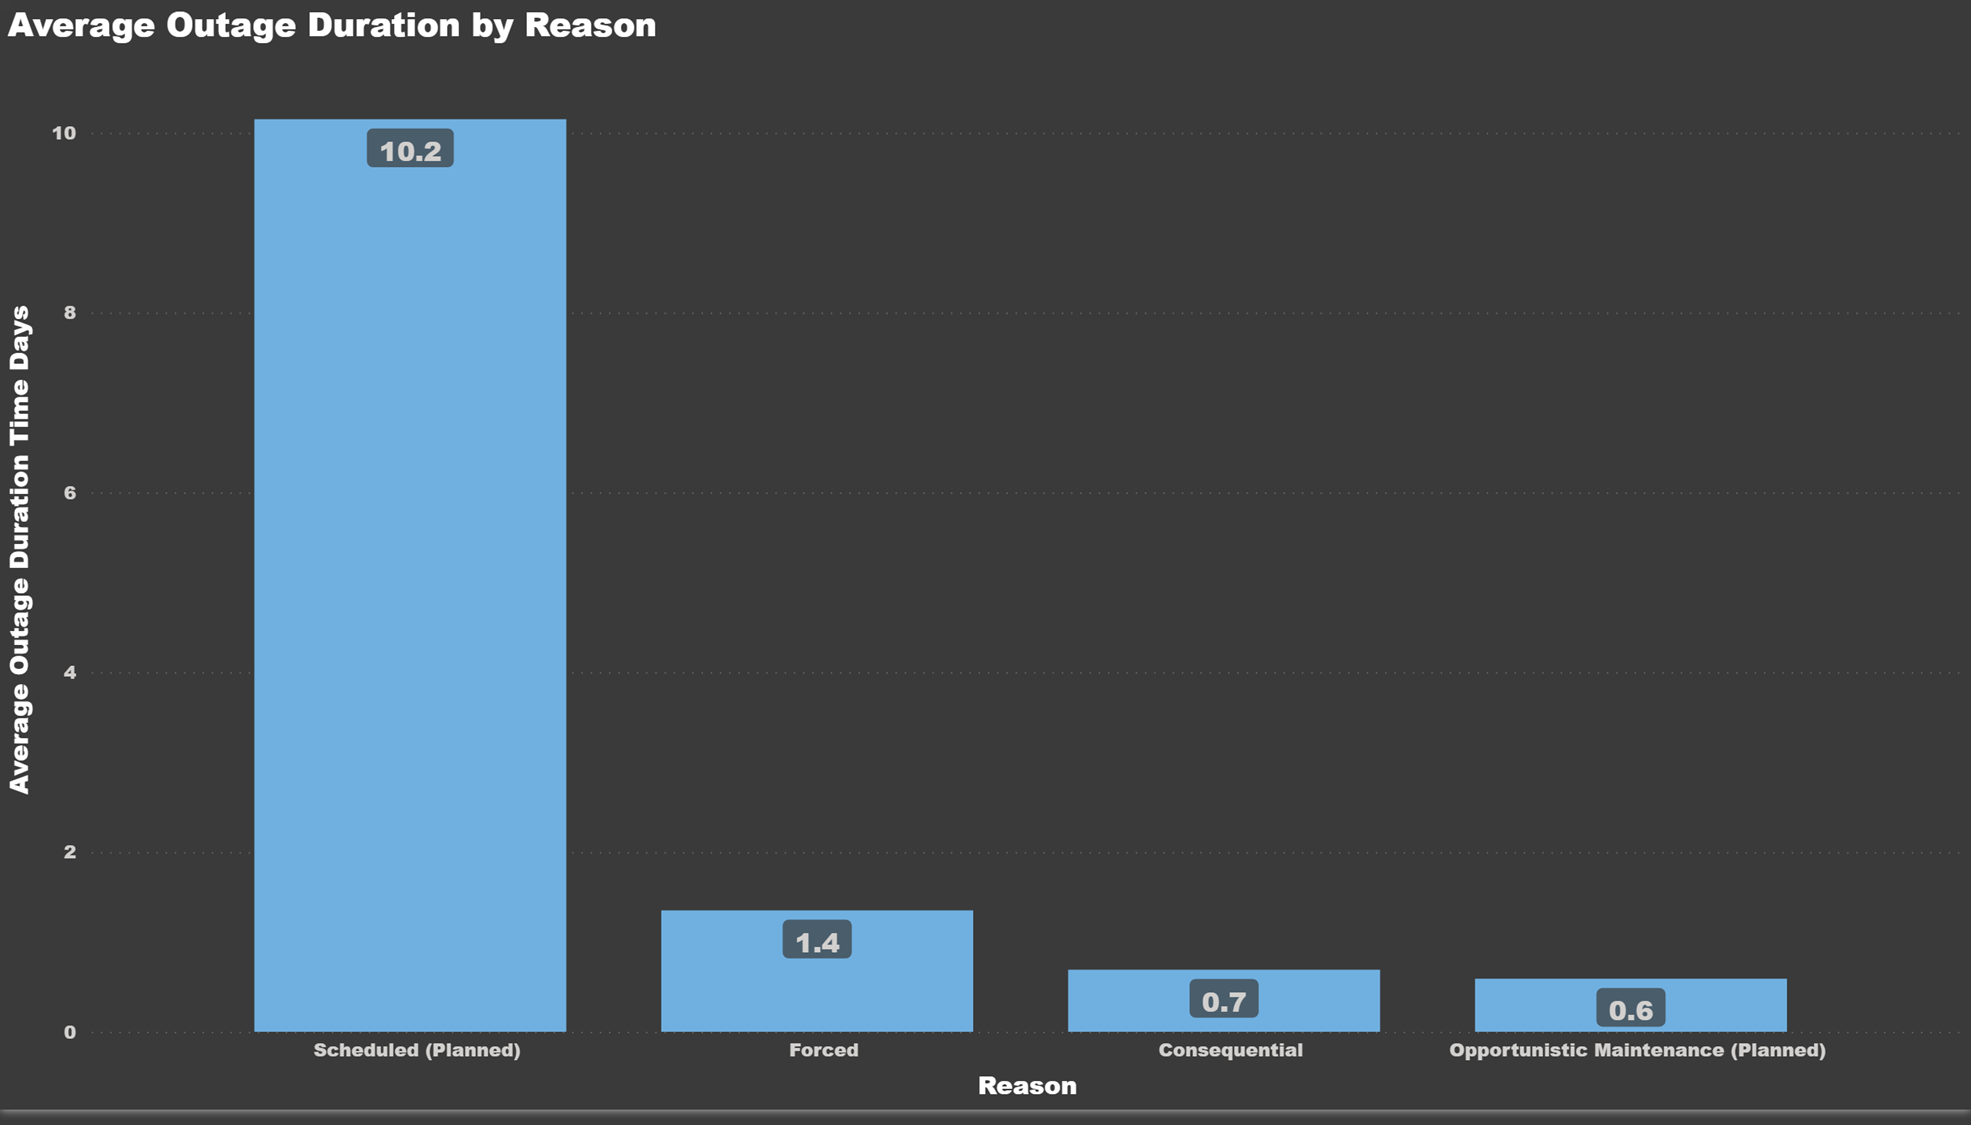 Average Outage Duration by Reason
Average Outage Duration Time Days
10
8
6
4
2
0
10.2
1.4
0.7
0.6
Scheduled (Planned)
Forced
Consequential
Opportunistic Maintenance (Planned)
Reason